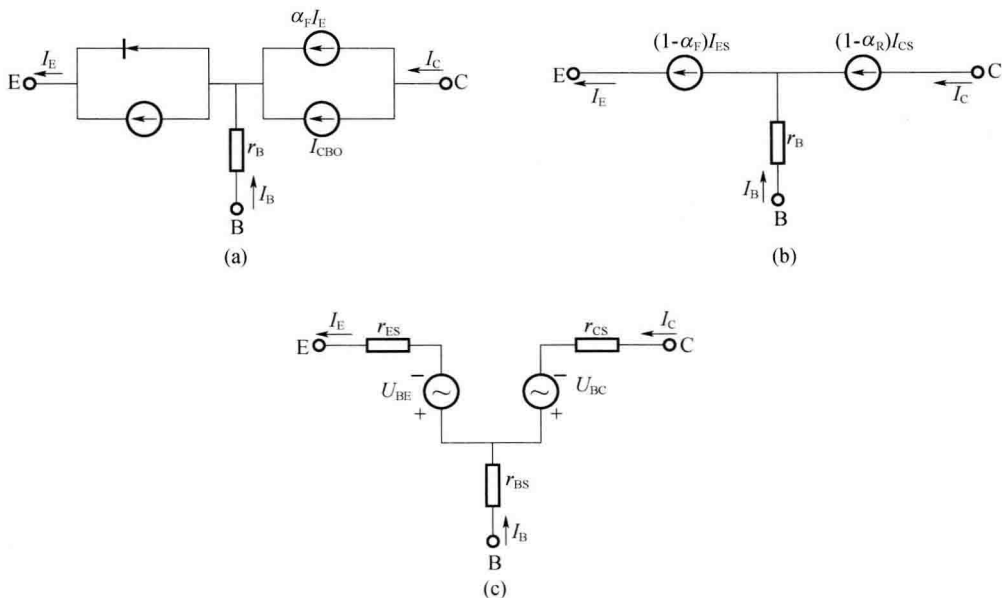 α_F I_E
I_E
I_C
E
C
I_CBO
r_B
I_B
B
(a)
(1-α_F)I_ES
(1-α_R)I_CS
E
C
I_E
I_C
r_B
I_B
B
(b)
I_E
r_ES
r_CS
I_C
E
C
U_BE
−
−
U_BC
+
+
r_BS
I_B
B
(c)